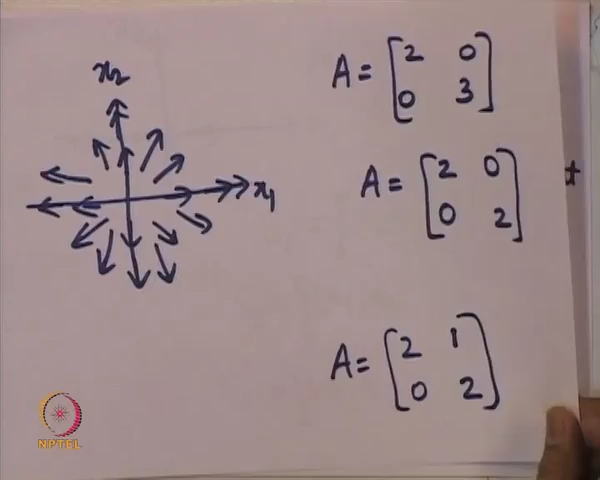 x₂
x₁
A = [2 0
0 3]
A = [2 0
0 2]
t
A = [2 1
0 2]
NPTEL